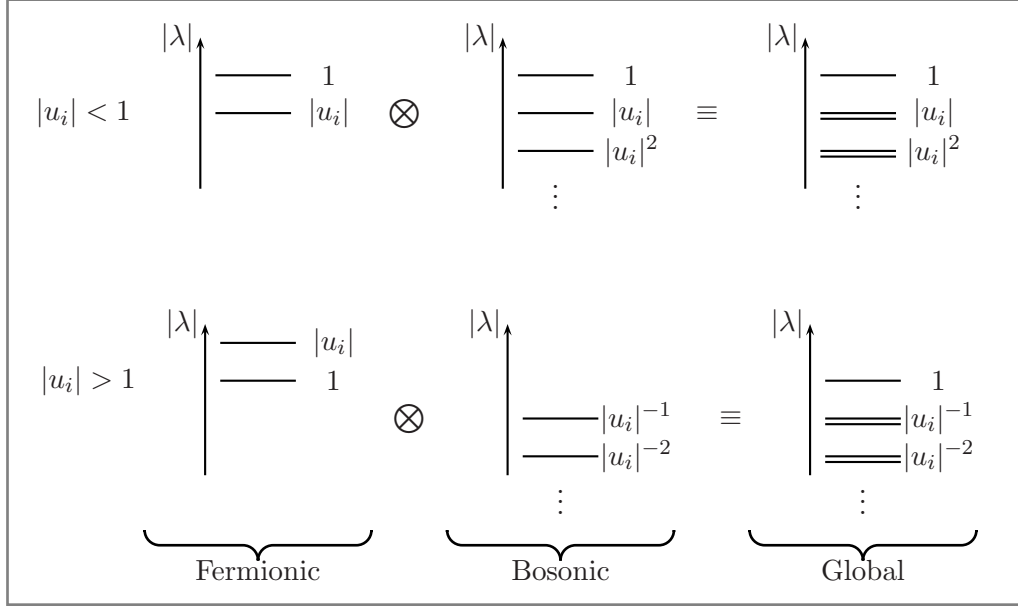 |λ| |λ| |λ|
1 1 1
|u_i| < 1 |u_i| ⊗ |u_i| ≡ |u_i|
|u_i|^2 |u_i|^2
⋮ ⋮
|λ| |λ| |λ|
|u_i|
|u_i| > 1 1 1
⊗ |u_i|^{-1} ≡ |u_i|^{-1}
|u_i|^{-2} |u_i|^{-2}
⋮ ⋮
Fermionic Bosonic Global